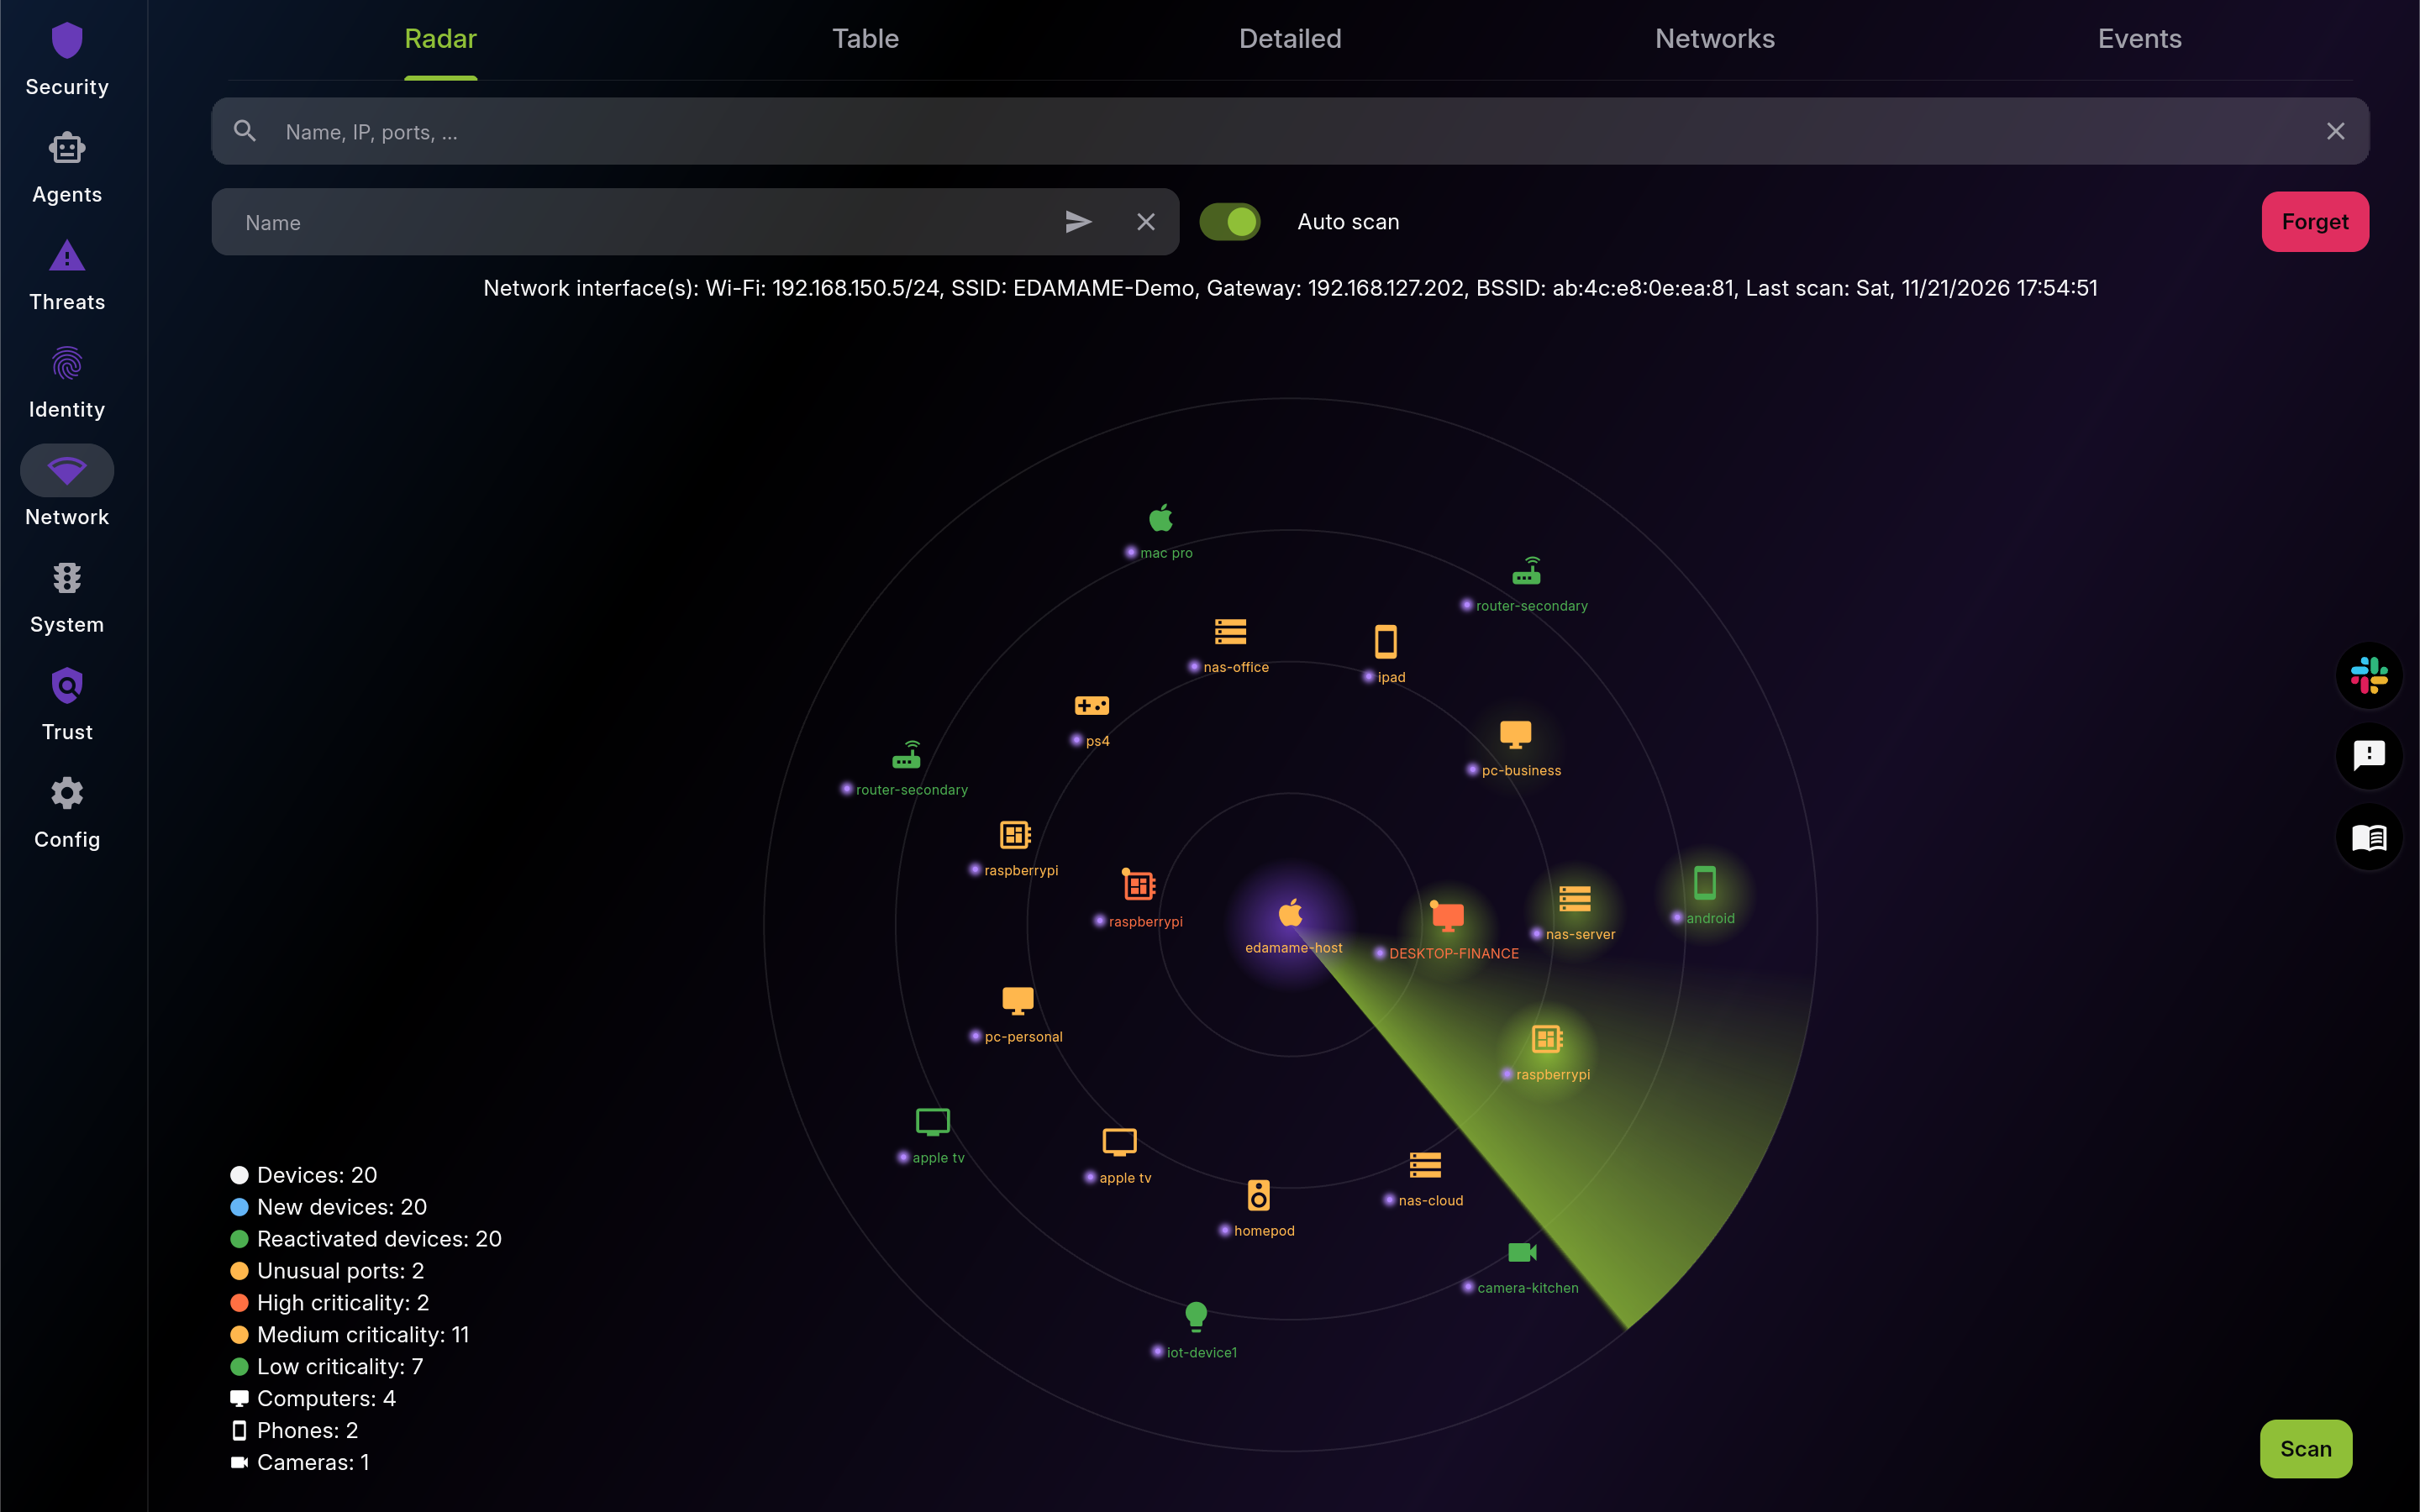 Radar
Table
Detailed
Networks
Events
Security
Agents
Threats
Identity
Network
System
Trust
Config
Name, IP, ports, ...
Name
Auto scan
Forget
Network interface(s): Wi-Fi: 192.168.150.5/24, SSID: EDAMAME-Demo, Gateway: 192.168.127.202, BSSID: ab:4c:e8:0e:ea:81, Last scan: Sat, 11/21/2026 17:54:51
mac pro
router-secondary
nas-office
ipad
ps4
pc-business
router-secondary
raspberrypi
raspberrypi
android
nas-server
edamame-host
DESKTOP-FINANCE
pc-personal
raspberrypi
apple tv
apple tv
nas-cloud
homepod
camera-kitchen
iot-device1
Devices: 20
New devices: 20
Reactivated devices: 20
Unusual ports: 2
High criticality: 2
Medium criticality: 11
Low criticality: 7
Computers: 4
Phones: 2
Cameras: 1
Scan